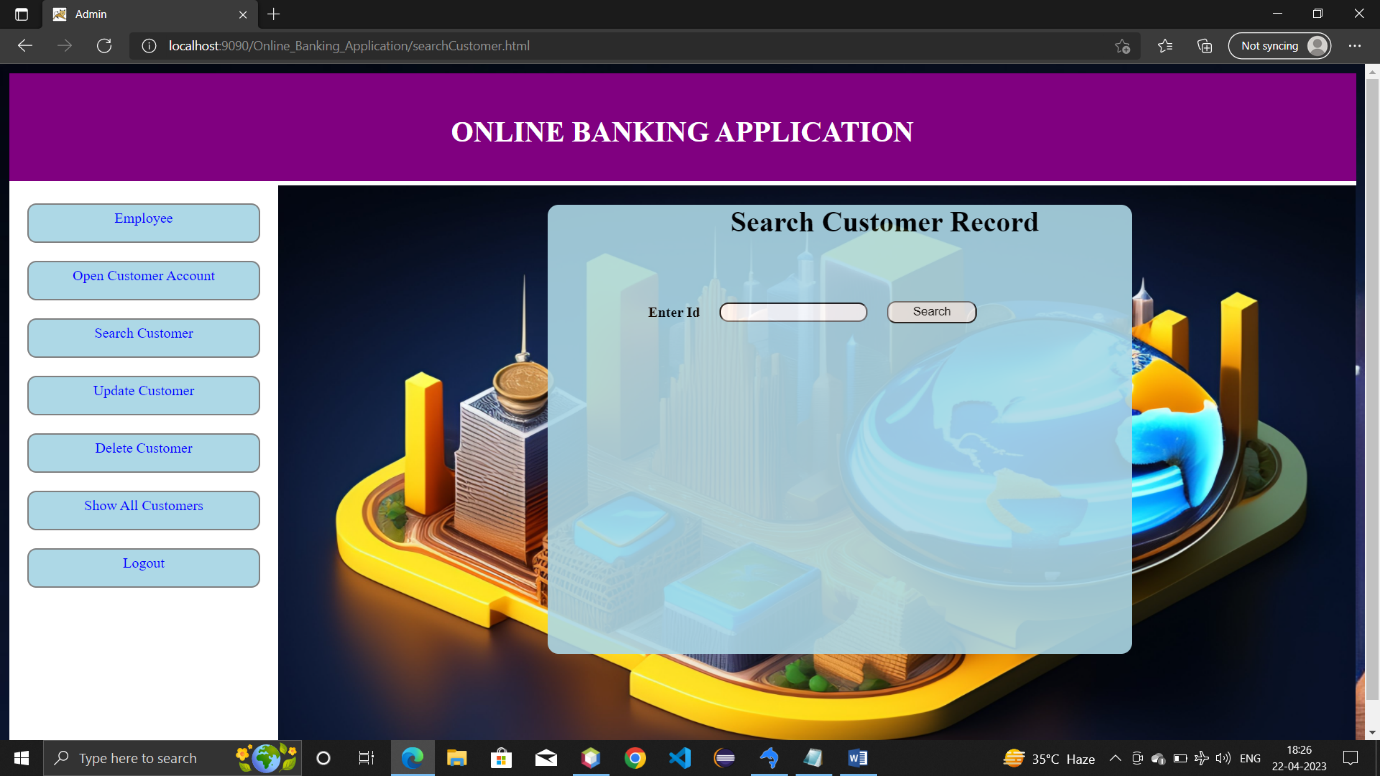 Admin
localhost:9090/Online_Banking_Application/searchCustomer.html
Not syncing
ONLINE BANKING APPLICATION
Employee
Open Customer Account
Search Customer
Update Customer
Delete Customer
Show All Customers
Logout
Search Customer Record
Enter Id Search
Type here to search
35°C Haze
ENG
18:26
22-04-2023